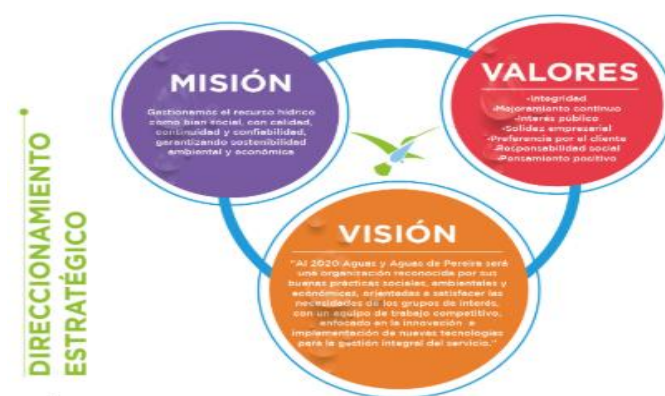 DIRECCIONAMIENTO
ESTRATÉGICO
MISIÓN
Gestionamos el recurso hídrico
como bien social, con calidad,
continuidad y confiabilidad,
garantizando sostenibilidad
ambiental y económica
VALORES
-Integridad
-Mejoramiento continuo
-Interés público
-Solidez empresarial
-Preferencia por el cliente
-Responsabilidad social
-Pensamiento positivo
VISIÓN
"Al 2020 Aguas y Aguas de Pereira será
una organización reconocida por sus
buenas prácticas sociales, ambientales y
económicas, orientadas a satisfacer las
necesidades de los grupos de interés,
con un equipo de trabajo competitivo,
enfocado en la innovación e
implementación de nuevas tecnologías
para la gestión integral del servicio."